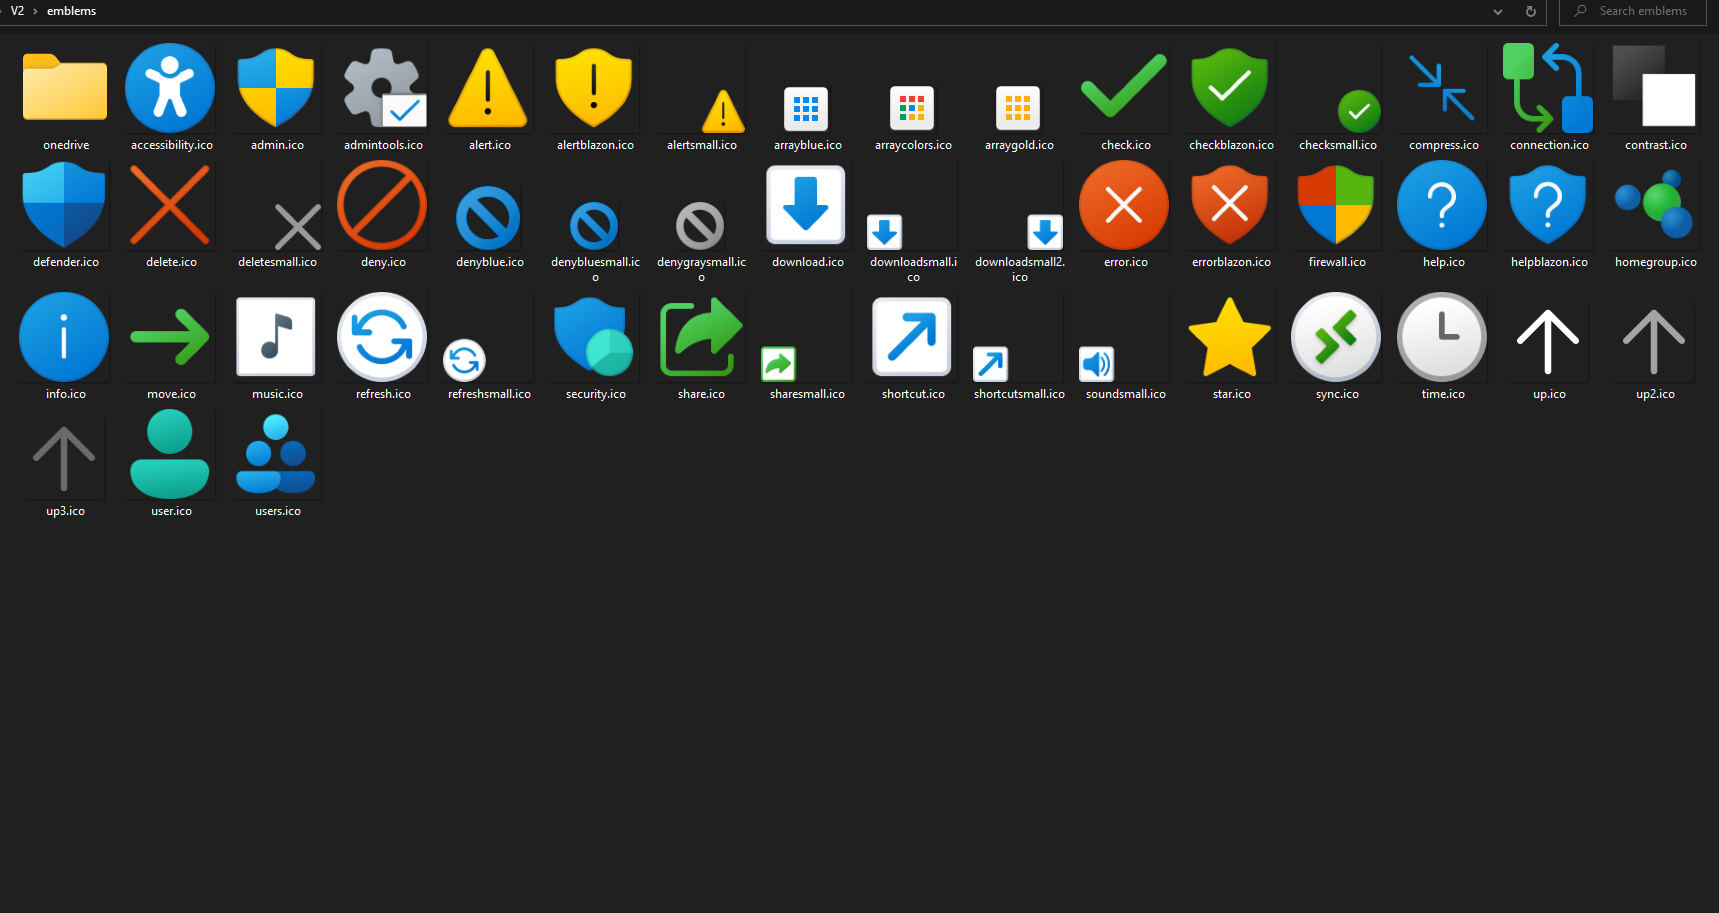 V2 > emblems
Search emblems
onedrive
accessibility.ico
admin.ico
admintools.ico
alert.ico
alertblazon.ico
alertsmall.ico
arrayblue.ico
arraycolors.ico
arraygold.ico
check.ico
checkblazon.ico
checksmall.ico
compress.ico
connection.ico
contrast.ico
defender.ico
delete.ico
deletesmall.ico
deny.ico
denyblue.ico
denybluesmall.ic
o
denygraysmall.ic
o
download.ico
downloadsmall.i
co
downloadsmall2.
ico
error.ico
errorblazon.ico
firewall.ico
help.ico
helpblazon.ico
homegroup.ico
info.ico
move.ico
music.ico
refresh.ico
refreshsmall.ico
security.ico
share.ico
sharesmall.ico
shortcut.ico
shortcutsmall.ico
soundsmall.ico
star.ico
sync.ico
time.ico
up.ico
up2.ico
up3.ico
user.ico
users.ico